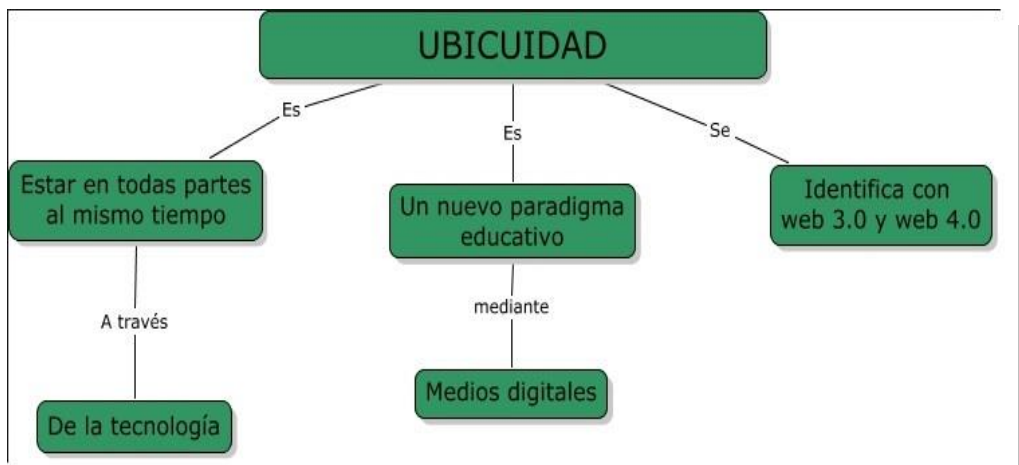 UBICUIDAD
Es
Es
Se
Estar en todas partes
al mismo tiempo
Un nuevo paradigma
educativo
Identifica con
web 3.0 y web 4.0
A través
mediante
De la tecnología
Medios digitales